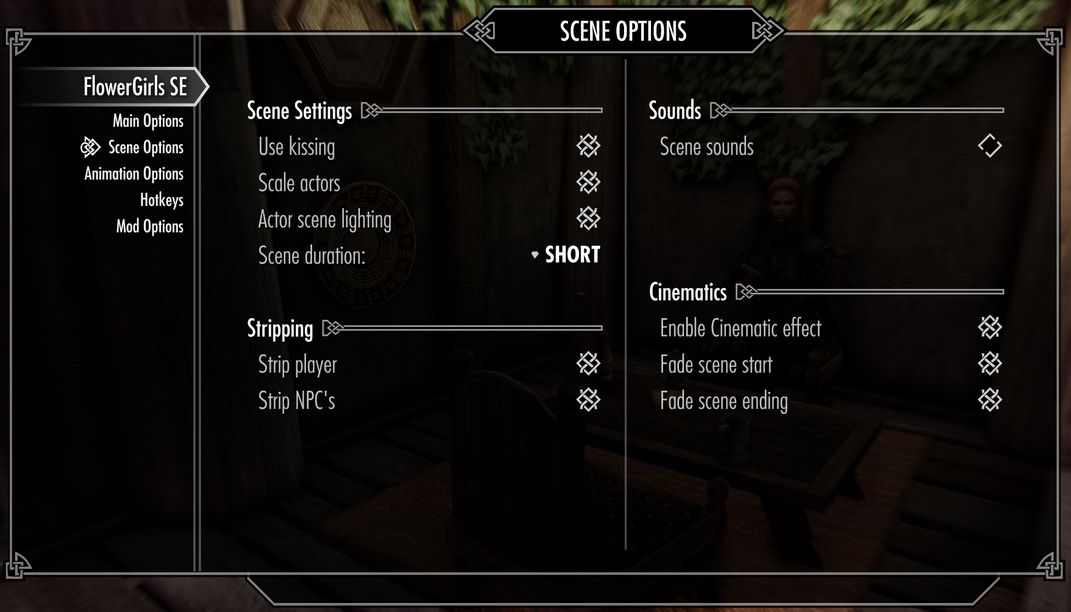 SCENE OPTIONS
FlowerGirls SE
Main Options
Scene Options
Animation Options
Hotkeys
Mod Options
Scene Settings
Use kissing
Scale actors
Actor scene lighting
Scene duration: SHORT
Stripping
Strip player
Strip NPC's
Sounds
Scene sounds
Cinematics
Enable Cinematic effect
Fade scene start
Fade scene ending